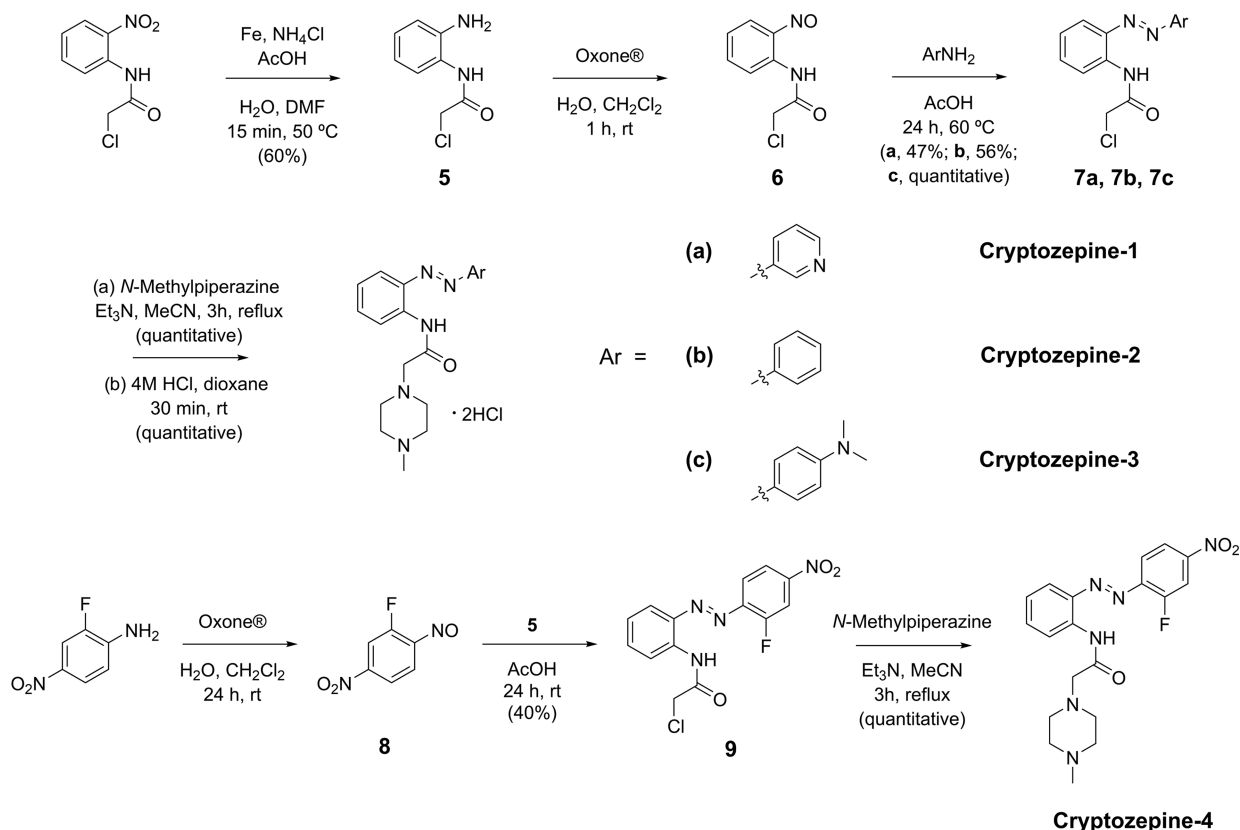 NO2
NH
O
Cl
Fe, NH4Cl
AcOH
H2O, DMF
15 min, 50 ºC
(60%)
NH2
NH
O
Cl
5
Oxone®
H2O, CH2Cl2
1 h, rt
NO
NH
O
Cl
6
ArNH2
AcOH
24 h, 60 ºC
(a, 47%; b, 56%;
c, quantitative)
N
N
Ar
NH
O
Cl
7a, 7b, 7c
(a) N-Methylpiperazine
Et3N, MeCN, 3h, reflux
(quantitative)
(b) 4M HCl, dioxane
30 min, rt
(quantitative)
N
N
Ar
NH
O
N
N
· 2HCl
Ar =
(a)
N
Cryptozepine-1
(b)
Cryptozepine-2
(c)
N
Cryptozepine-3
F
NH2
O2N
Oxone®
H2O, CH2Cl2
24 h, rt
F
NO
O2N
8
5
AcOH
24 h, rt
(40%)
NO2
N
N
F
NH
O
Cl
9
N-Methylpiperazine
Et3N, MeCN
3h, reflux
(quantitative)
NO2
N
N
F
NH
O
N
N
Cryptozepine-4